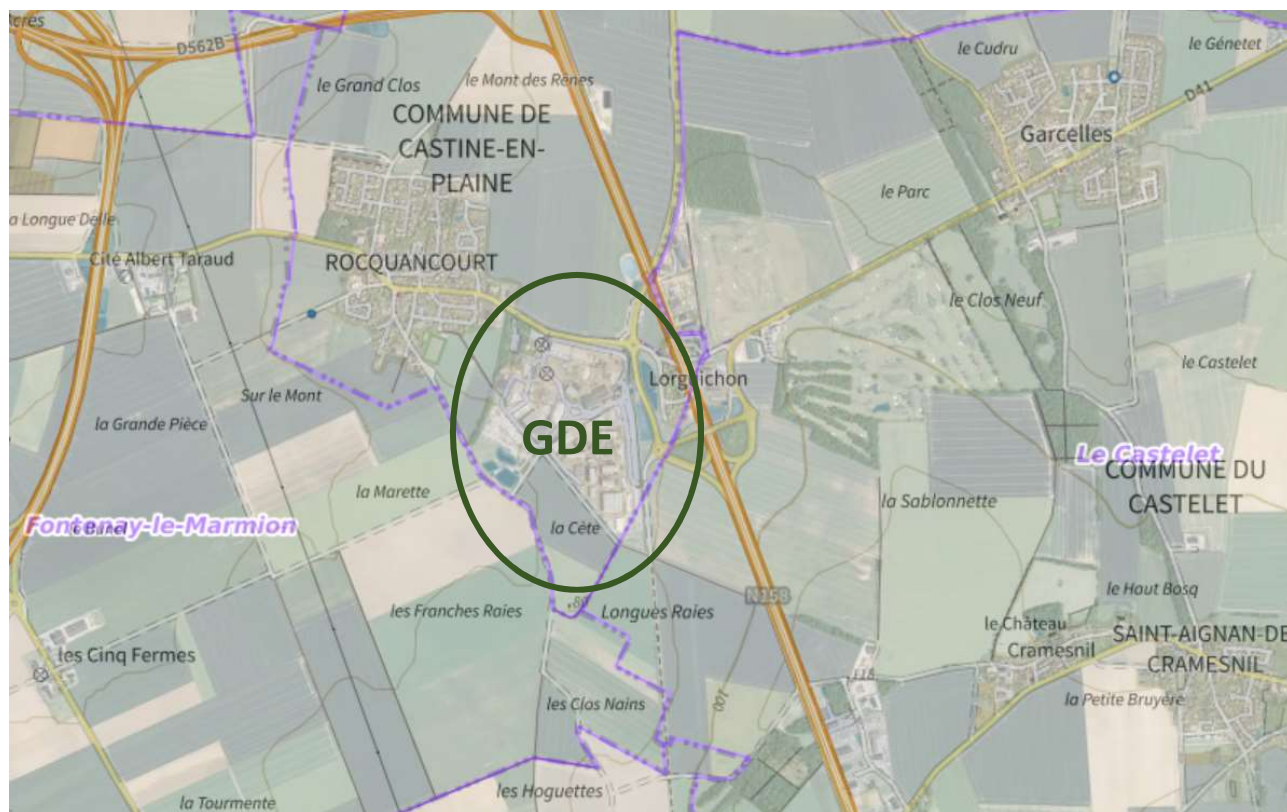 Acres
D562B
le Cudru
le Génetet
le Grand Clos
le Mont des Rênes
D41
COMMUNE DE
CASTINE-EN-
PLAINE
Garcelles
le Parc
a Longue Delle
Cité Albert Taraud
ROCQUANCOURT
le Clos Neuf
le Castelet
Lorguichon
Sur le Mont
la Grande Pièce
GDE
Le Castelet
COMMUNE DU
CASTELET
la Marette
la Sablonnette
Fontenay-le-Marmion
la Cète
le Haut Bosq
N158
les Franches Raies
Longues Raies
le Château
Cramesnil
SAINT-AIGNAN-DE
CRAMESNIL
les Cinq Fermes
118
100
les Clos Nains
la Petite Bruyère
les Hoguettes
la Tourmente